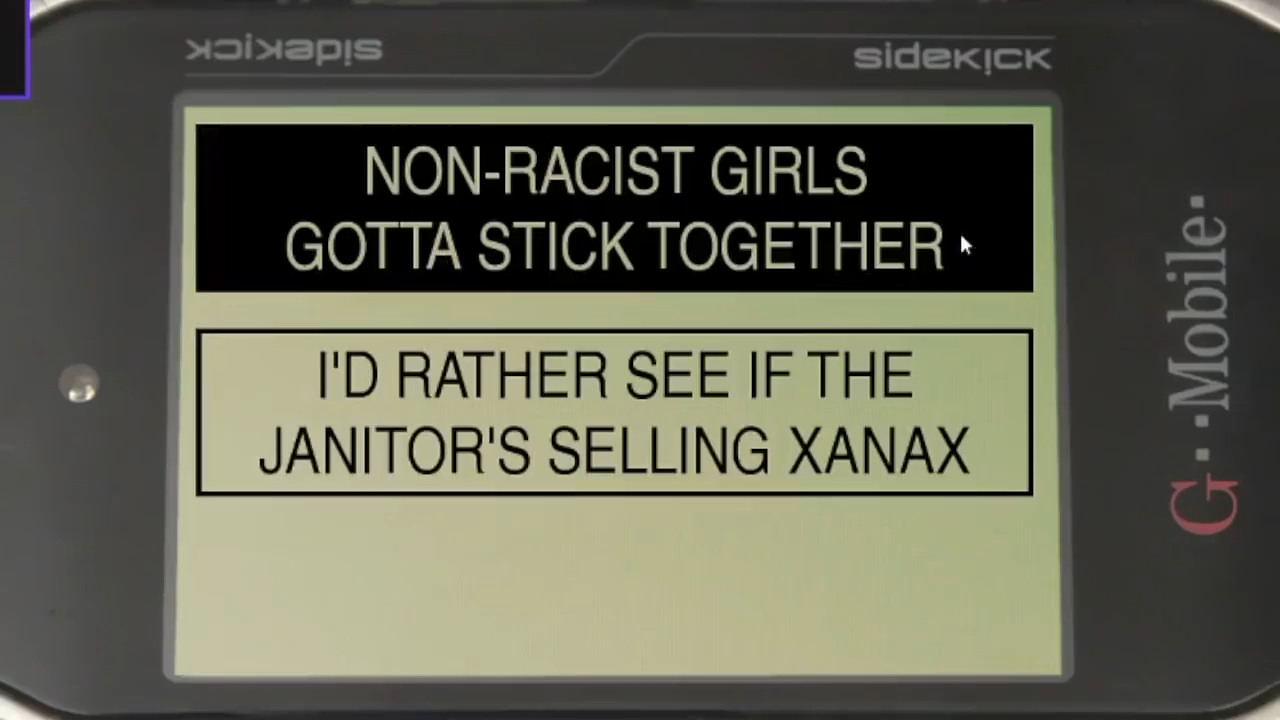 sidekick
sidekick
NON-RACIST GIRLS
GOTTA STICK TOGETHER
I'D RATHER SEE IF THE
JANITOR'S SELLING XANAX
G··Mobile·